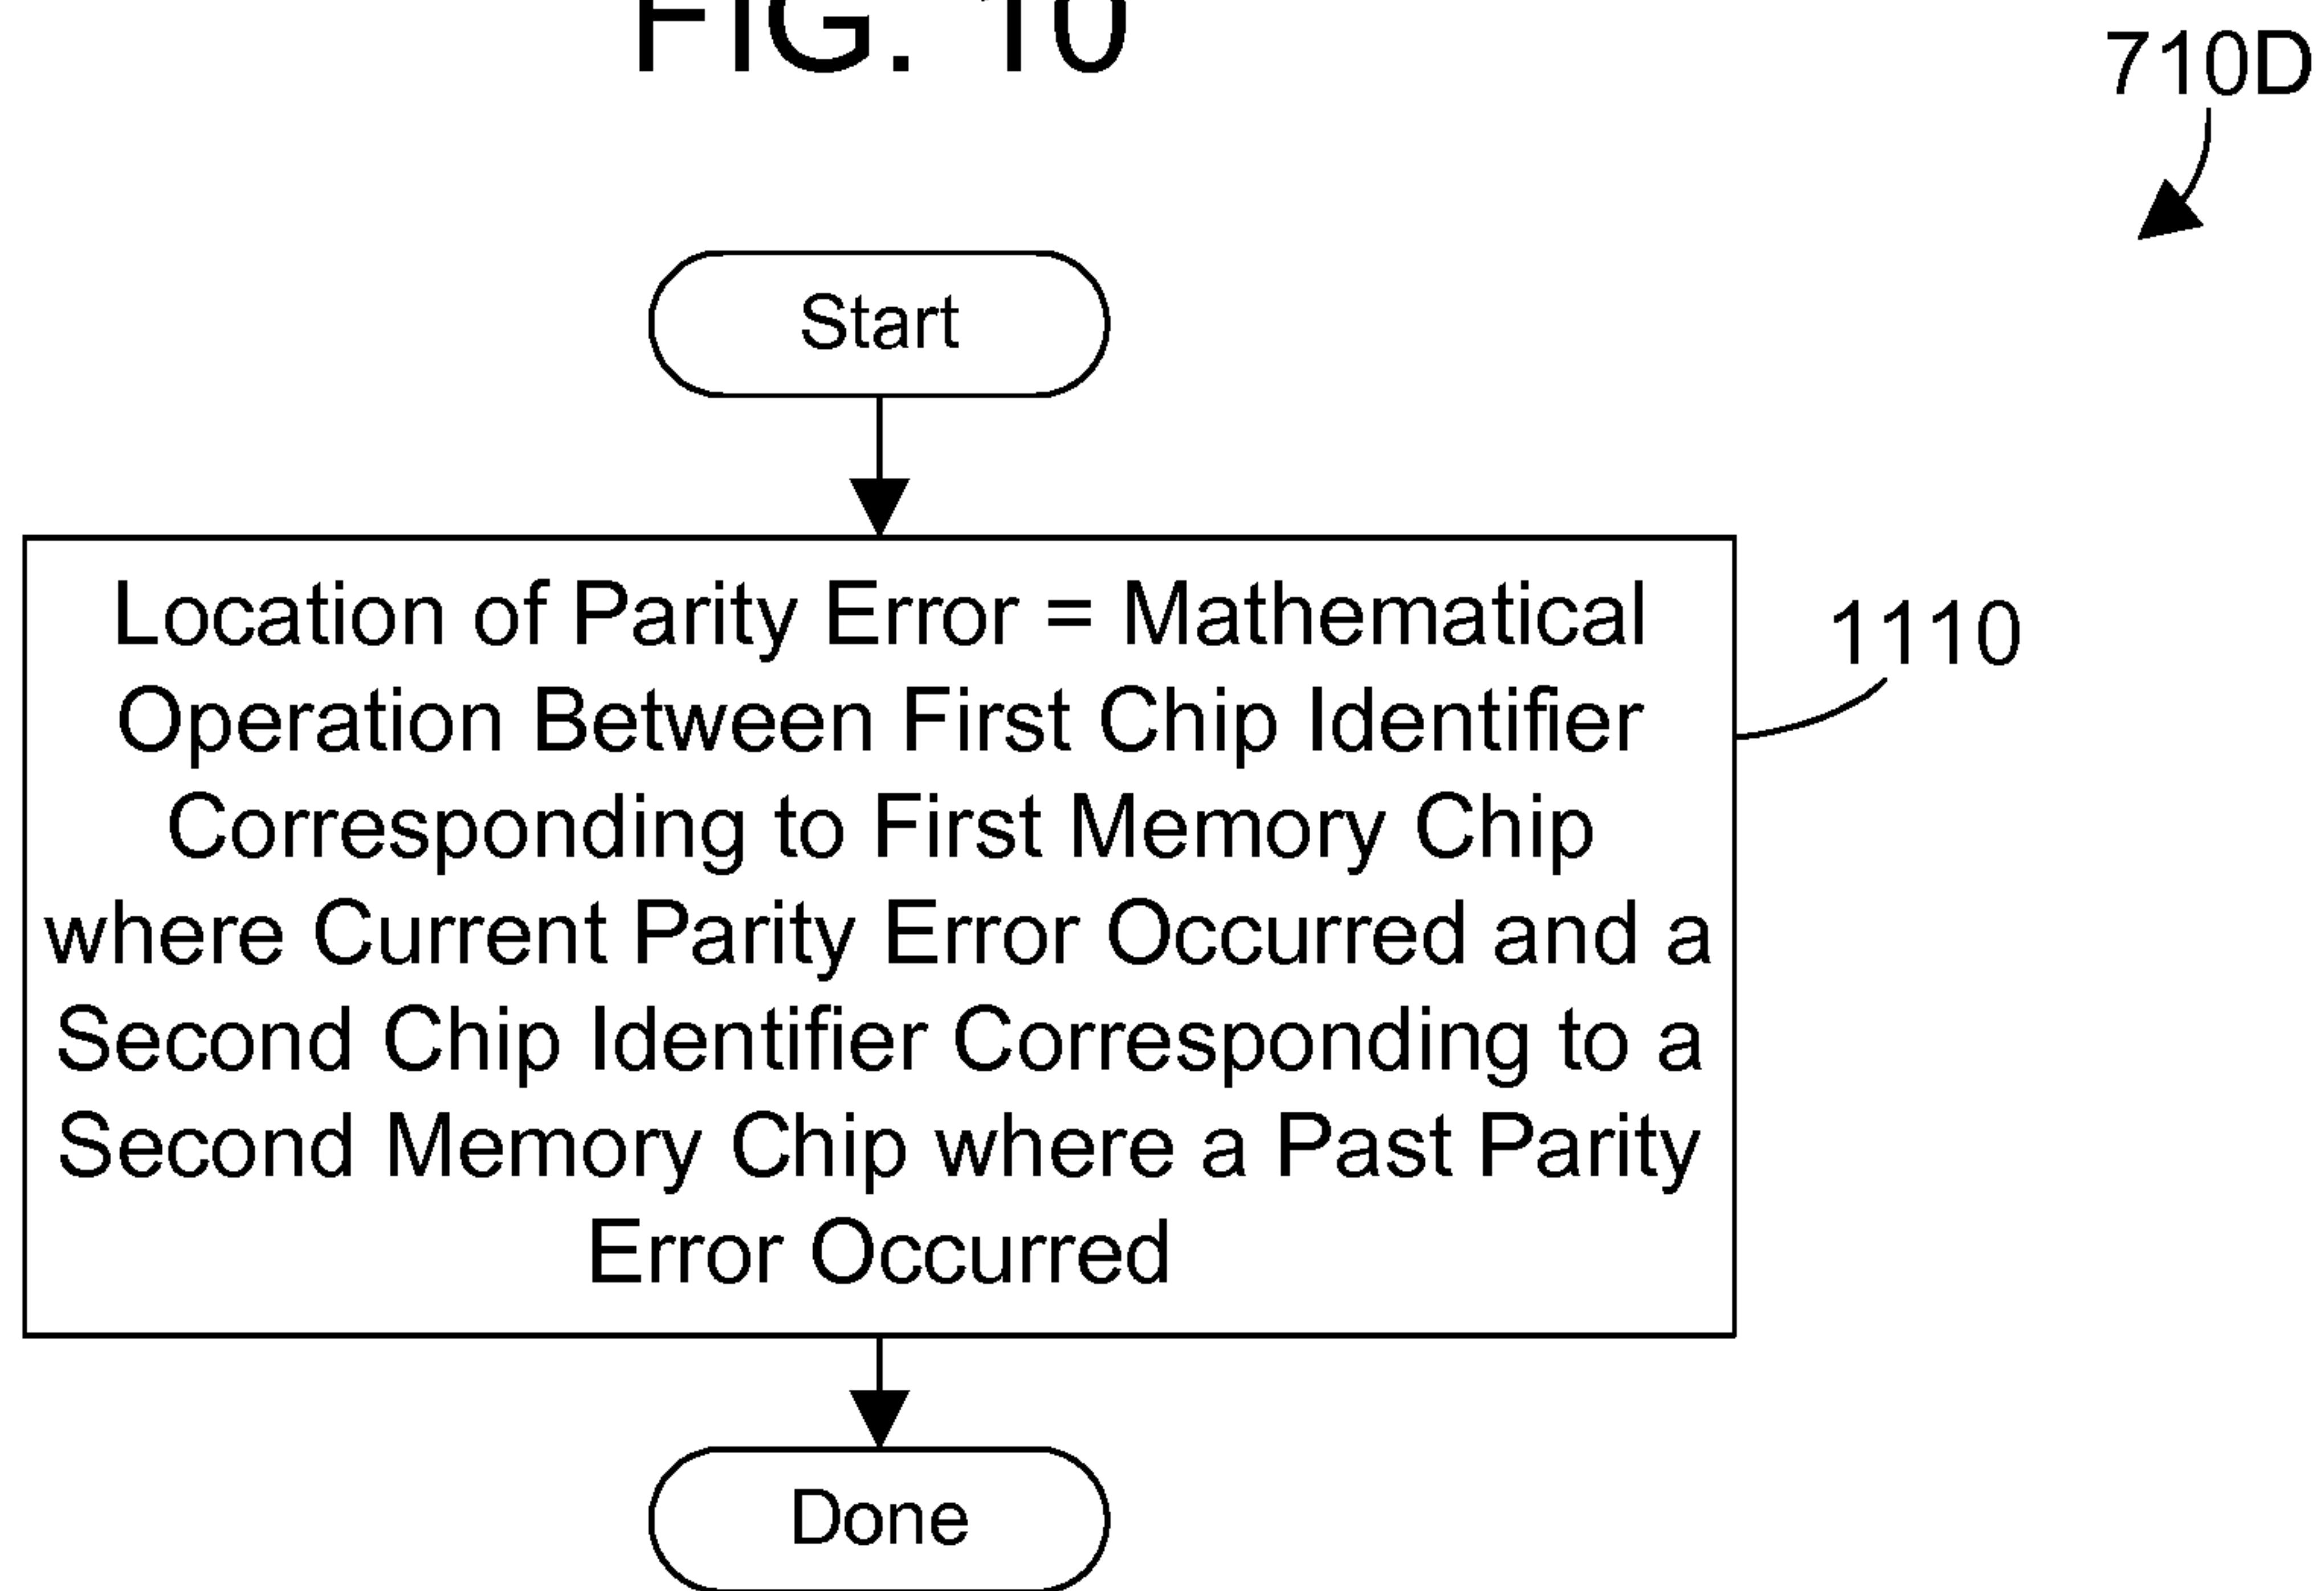 FIG. 10
710D
Start
Location of Parity Error = Mathematical
Operation Between First Chip Identifier
Corresponding to First Memory Chip
where Current Parity Error Occurred and a
Second Chip Identifier Corresponding to a
Second Memory Chip where a Past Parity
Error Occurred
1110
Done